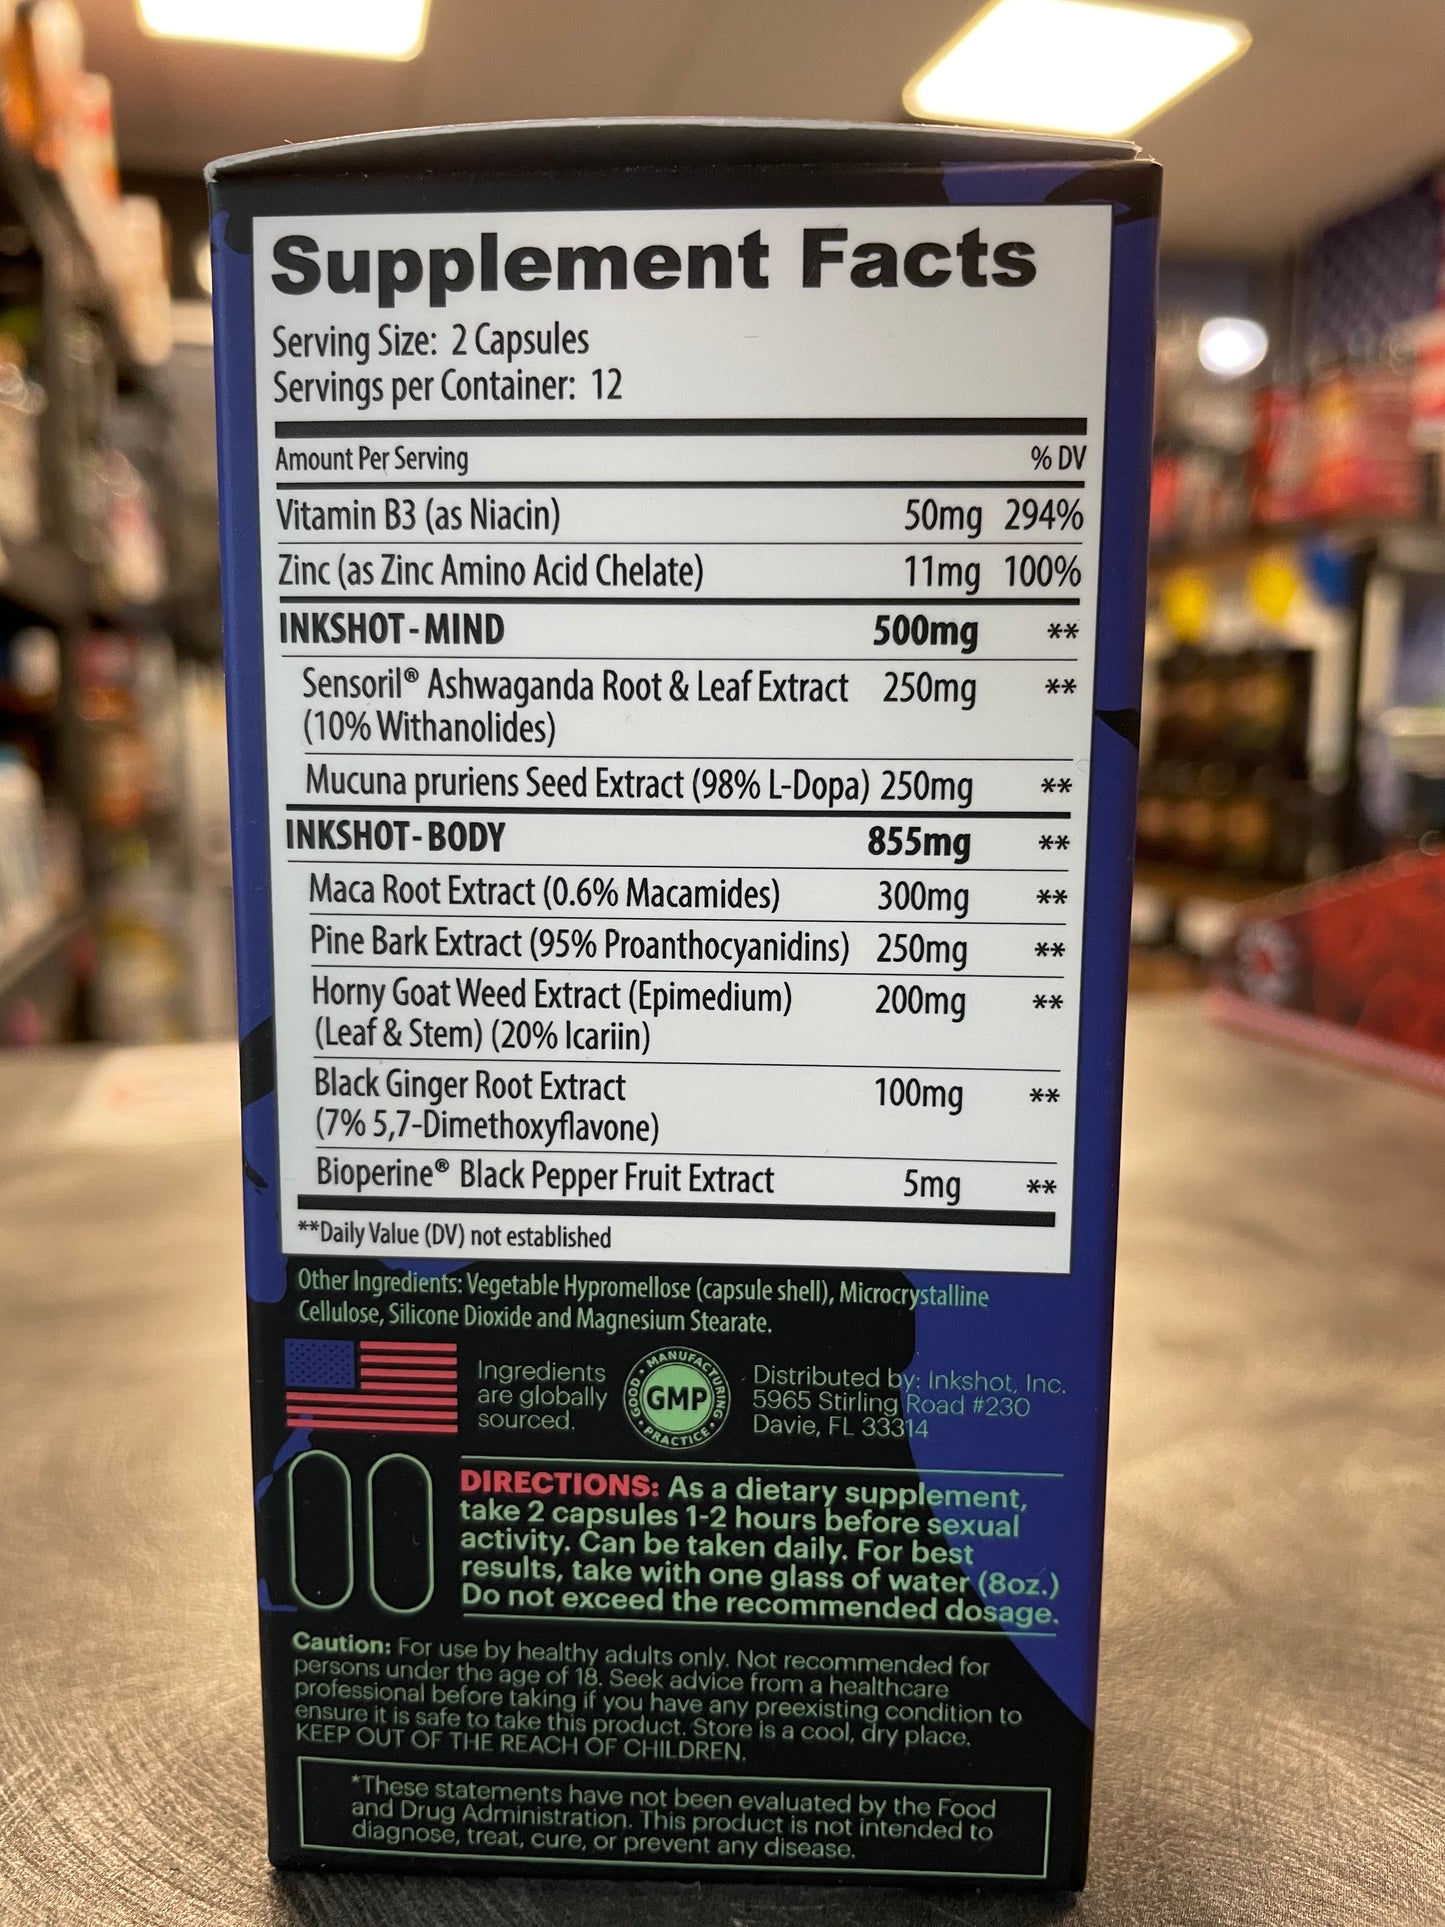 Supplement Facts
Serving Size: 2 Capsules
Servings per Container: 12
Amount Per Serving % DV
Vitamin B3 (as Niacin) 50mg 294%
Zinc (as Zinc Amino Acid Chelate) 11mg 100%
INKSHOT-MIND 500mg **
Sensoril® Ashwaganda Root & Leaf Extract 250mg **
(10% Withanolides)
Mucuna pruriens Seed Extract (98% L-Dopa) 250mg **
INKSHOT-BODY 855mg **
Maca Root Extract (0.6% Macamides) 300mg **
Pine Bark Extract (95% Proanthocyanidins) 250mg **
Horny Goat Weed Extract (Epimedium) 200mg **
(Leaf & Stem) (20% Icariin)
Black Ginger Root Extract 100mg **
(7% 5,7-Dimethoxyflavone)
Bioperine® Black Pepper Fruit Extract 5mg **
**Daily Value (DV) not established
Other Ingredients: Vegetable Hypromellose (capsule shell), Microcrystalline
Cellulose, Silicone Dioxide and Magnesium Stearate.
Ingredients
are globally
sourced.
GOOD • MANUFACTURING • PRACTICE •
GMP
Distributed by: Inkshot, Inc.
5965 Stirling Road #230
Davie, FL 33314
DIRECTIONS: As a dietary supplement,
take 2 capsules 1-2 hours before sexual
activity. Can be taken daily. For best
results, take with one glass of water (8oz.)
Do not exceed the recommended dosage.
Caution: For use by healthy adults only. Not recommended for
persons under the age of 18. Seek advice from a healthcare
professional before taking if you have any preexisting condition to
ensure it is safe to take this product. Store is a cool, dry place.
KEEP OUT OF THE REACH OF CHILDREN.
*These statements have not been evaluated by the Food
and Drug Administration. This product is not intended to
diagnose, treat, cure, or prevent any disease.